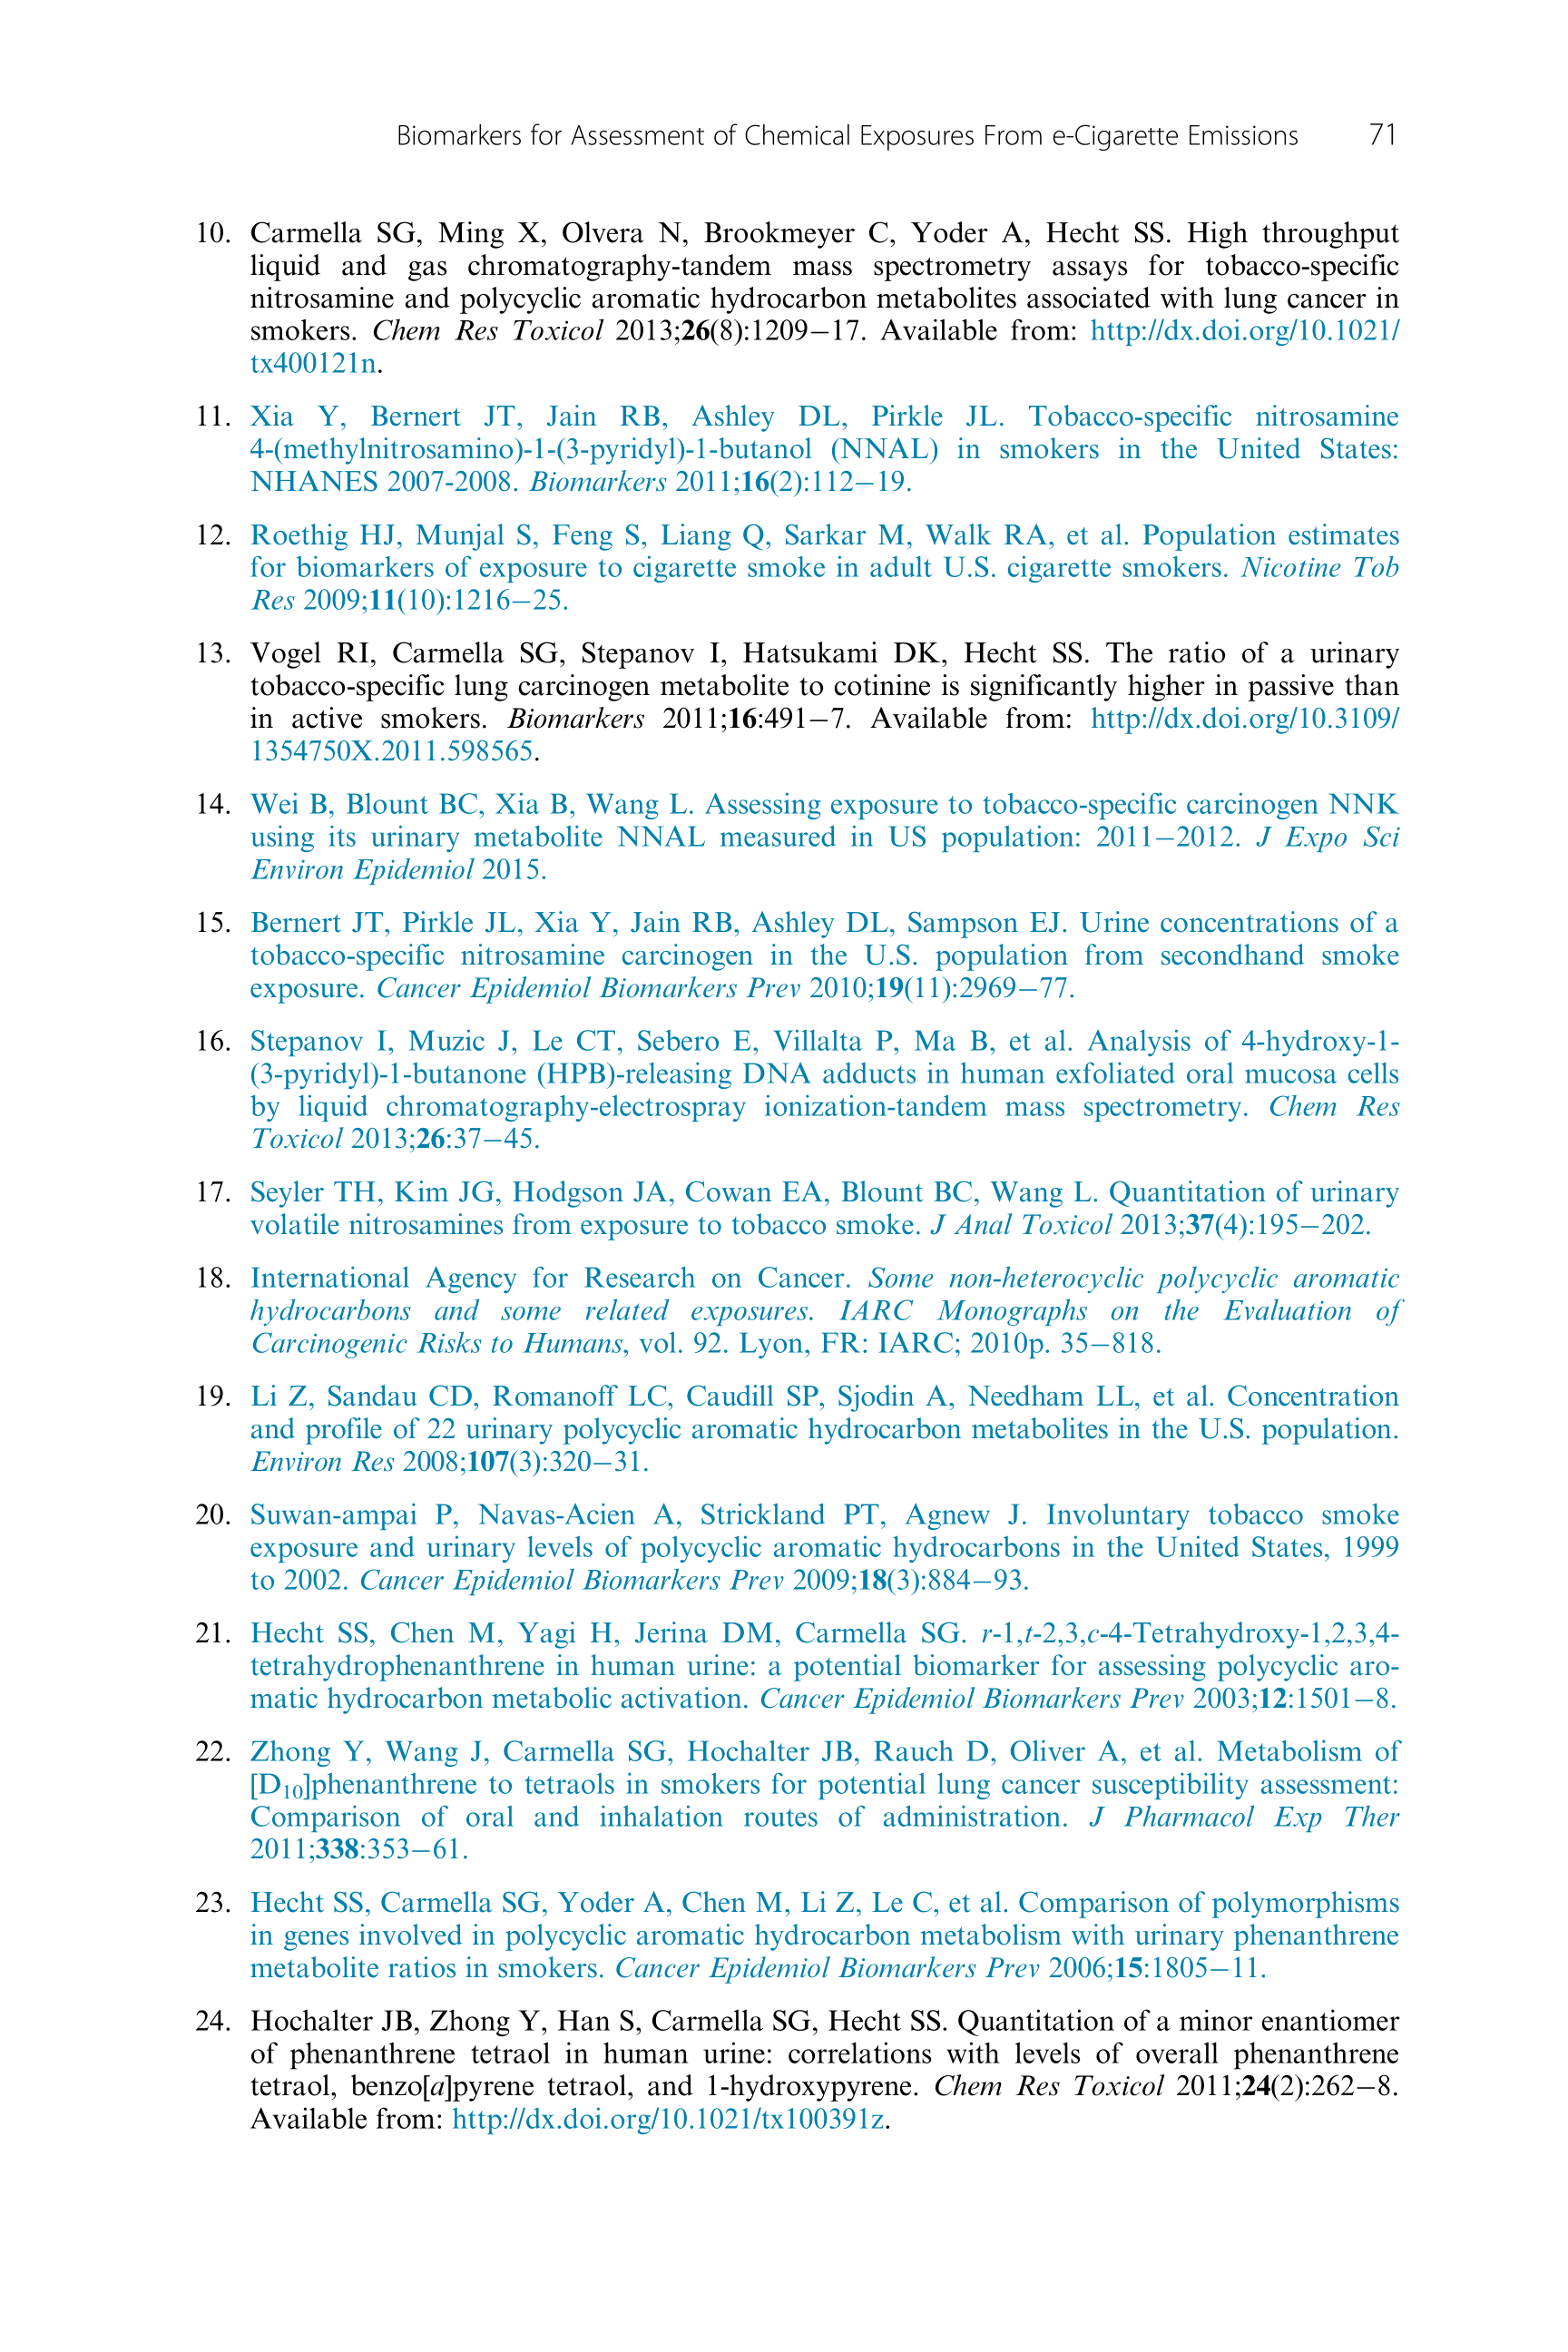 Biomarkers for Assessment of Chemical Exposures From e-Cigarette Emissions 71
10. Carmella SG, Ming X, Olvera N, Brookmeyer C, Yoder A, Hecht SS. High throughput
liquid and gas chromatography-tandem mass spectrometry assays for tobacco-specific
nitrosamine and polycyclic aromatic hydrocarbon metabolites associated with lung cancer in
smokers. Chem Res Toxicol 2013;26(8):1209–17. Available from: http://dx.doi.org/10.1021/
tx400121n.
11. Xia Y, Bernert JT, Jain RB, Ashley DL, Pirkle JL. Tobacco-specific nitrosamine
4-(methylnitrosamino)-1-(3-pyridyl)-1-butanol (NNAL) in smokers in the United States:
NHANES 2007-2008. Biomarkers 2011;16(2):112–19.
12. Roethig HJ, Munjal S, Feng S, Liang Q, Sarkar M, Walk RA, et al. Population estimates
for biomarkers of exposure to cigarette smoke in adult U.S. cigarette smokers. Nicotine Tob
Res 2009;11(10):1216–25.
13. Vogel RI, Carmella SG, Stepanov I, Hatsukami DK, Hecht SS. The ratio of a urinary
tobacco-specific lung carcinogen metabolite to cotinine is significantly higher in passive than
in active smokers. Biomarkers 2011;16:491–7. Available from: http://dx.doi.org/10.3109/
1354750X.2011.598565.
14. Wei B, Blount BC, Xia B, Wang L. Assessing exposure to tobacco-specific carcinogen NNK
using its urinary metabolite NNAL measured in US population: 2011–2012. J Expo Sci
Environ Epidemiol 2015.
15. Bernert JT, Pirkle JL, Xia Y, Jain RB, Ashley DL, Sampson EJ. Urine concentrations of a
tobacco-specific nitrosamine carcinogen in the U.S. population from secondhand smoke
exposure. Cancer Epidemiol Biomarkers Prev 2010;19(11):2969–77.
16. Stepanov I, Muzic J, Le CT, Sebero E, Villalta P, Ma B, et al. Analysis of 4-hydroxy-1-
(3-pyridyl)-1-butanone (HPB)-releasing DNA adducts in human exfoliated oral mucosa cells
by liquid chromatography-electrospray ionization-tandem mass spectrometry. Chem Res
Toxicol 2013;26:37–45.
17. Seyler TH, Kim JG, Hodgson JA, Cowan EA, Blount BC, Wang L. Quantitation of urinary
volatile nitrosamines from exposure to tobacco smoke. J Anal Toxicol 2013;37(4):195–202.
18. International Agency for Research on Cancer. Some non-heterocyclic polycyclic aromatic
hydrocarbons and some related exposures. IARC Monographs on the Evaluation of
Carcinogenic Risks to Humans, vol. 92. Lyon, FR: IARC; 2010p. 35–818.
19. Li Z, Sandau CD, Romanoff LC, Caudill SP, Sjodin A, Needham LL, et al. Concentration
and profile of 22 urinary polycyclic aromatic hydrocarbon metabolites in the U.S. population.
Environ Res 2008;107(3):320–31.
20. Suwan-ampai P, Navas-Acien A, Strickland PT, Agnew J. Involuntary tobacco smoke
exposure and urinary levels of polycyclic aromatic hydrocarbons in the United States, 1999
to 2002. Cancer Epidemiol Biomarkers Prev 2009;18(3):884–93.
21. Hecht SS, Chen M, Yagi H, Jerina DM, Carmella SG. r-1,t-2,3,c-4-Tetrahydroxy-1,2,3,4-
tetrahydrophenanthrene in human urine: a potential biomarker for assessing polycyclic aro-
matic hydrocarbon metabolic activation. Cancer Epidemiol Biomarkers Prev 2003;12:1501–8.
22. Zhong Y, Wang J, Carmella SG, Hochalter JB, Rauch D, Oliver A, et al. Metabolism of
[D10]phenanthrene to tetraols in smokers for potential lung cancer susceptibility assessment:
Comparison of oral and inhalation routes of administration. J Pharmacol Exp Ther
2011;338:353–61.
23. Hecht SS, Carmella SG, Yoder A, Chen M, Li Z, Le C, et al. Comparison of polymorphisms
in genes involved in polycyclic aromatic hydrocarbon metabolism with urinary phenanthrene
metabolite ratios in smokers. Cancer Epidemiol Biomarkers Prev 2006;15:1805–11.
24. Hochalter JB, Zhong Y, Han S, Carmella SG, Hecht SS. Quantitation of a minor enantiomer
of phenanthrene tetraol in human urine: correlations with levels of overall phenanthrene
tetraol, benzo[a]pyrene tetraol, and 1-hydroxypyrene. Chem Res Toxicol 2011;24(2):262–8.
Available from: http://dx.doi.org/10.1021/tx100391z.